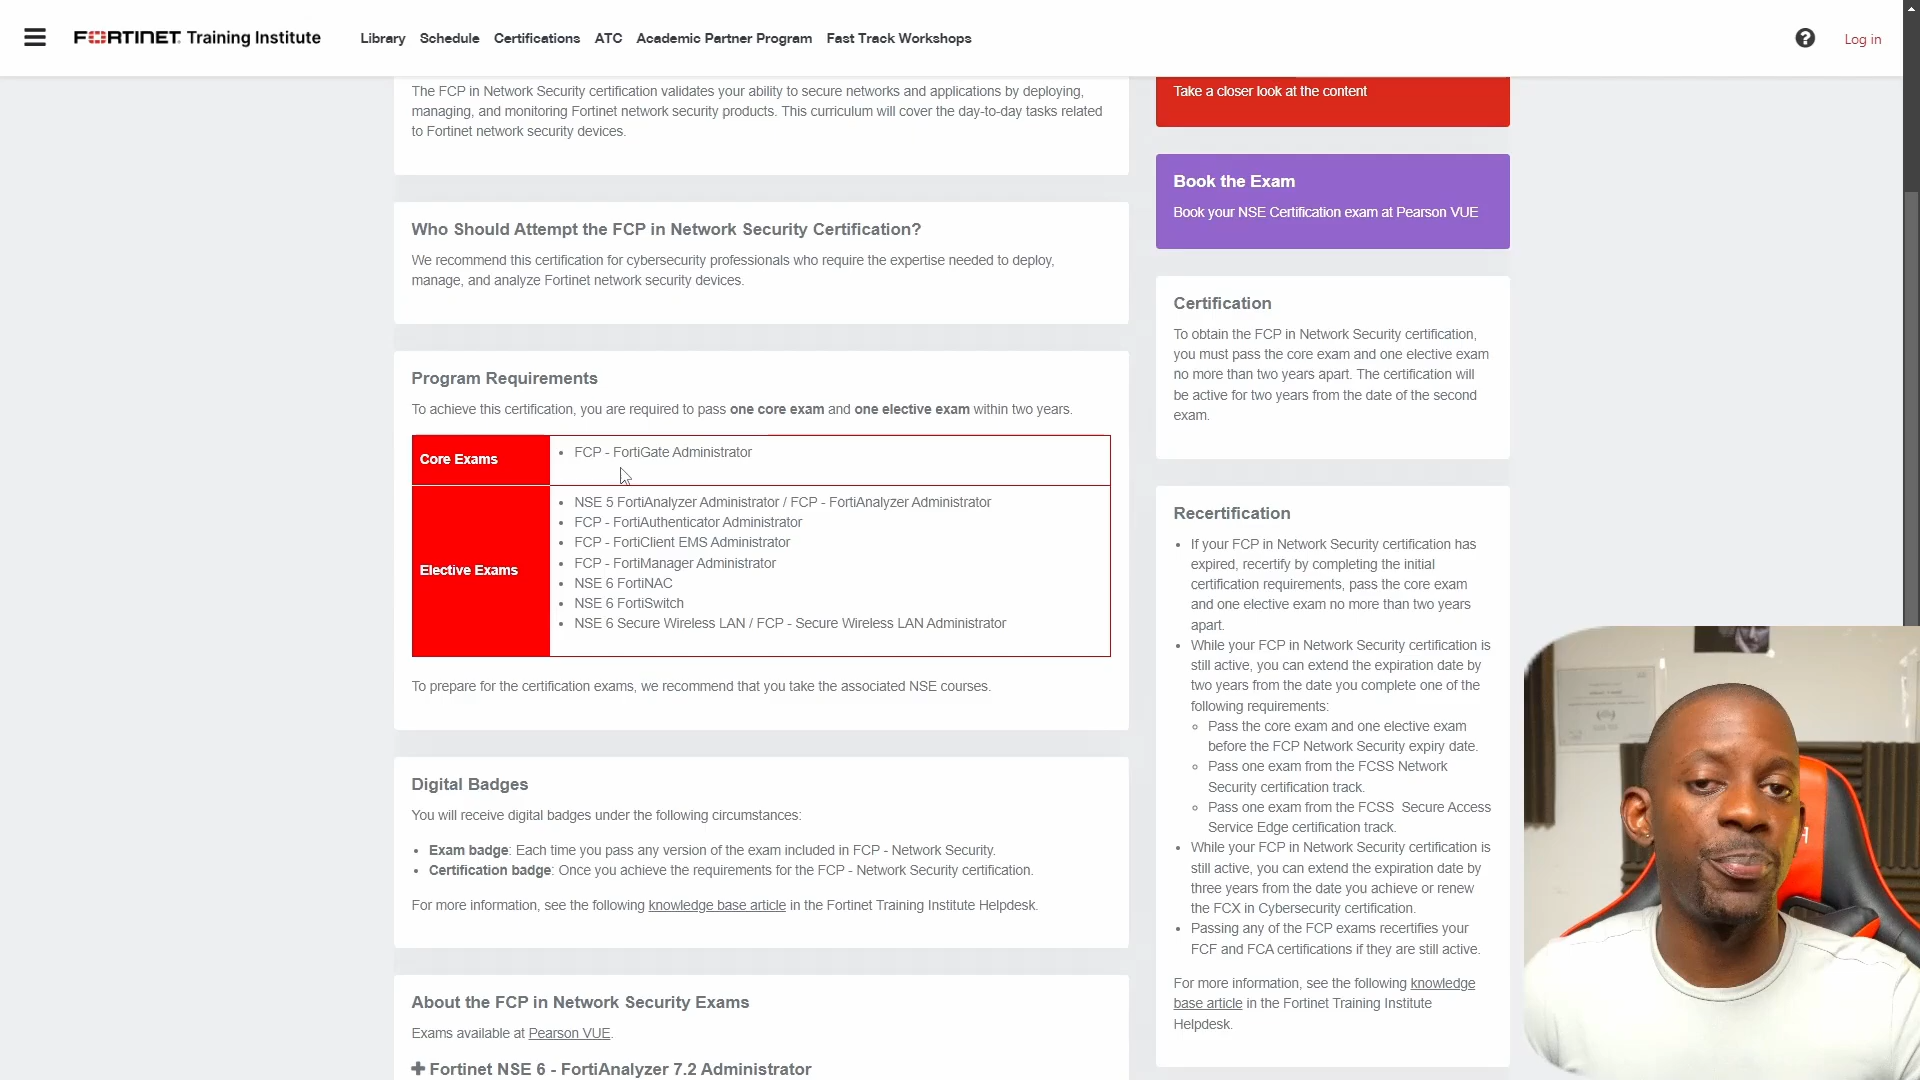 FORTINET Training Institute
Library Schedule Certifications ATC Academic Partner Program Fast Track Workshops
Log in
The FCP in Network Security certification validates your ability to secure networks and applications by deploying,
managing, and monitoring Fortinet network security products. This curriculum will cover the day-to-day tasks related
to Fortinet network security devices.
Who Should Attempt the FCP in Network Security Certification?
We recommend this certification for cybersecurity professionals who require the expertise needed to deploy,
manage, and analyze Fortinet network security devices.
Program Requirements
To achieve this certification, you are required to pass one core exam and one elective exam within two years.
Core Exams
• FCP - FortiGate Administrator
Elective Exams
• NSE 5 FortiAnalyzer Administrator / FCP - FortiAnalyzer Administrator
• FCP - FortiAuthenticator Administrator
• FCP - FortiClient EMS Administrator
• FCP - FortiManager Administrator
• NSE 6 FortiNAC
• NSE 6 FortiSwitch
• NSE 6 Secure Wireless LAN / FCP - Secure Wireless LAN Administrator
To prepare for the certification exams, we recommend that you take the associated NSE courses.
Digital Badges
You will receive digital badges under the following circumstances:
• Exam badge: Each time you pass any version of the exam included in FCP - Network Security.
• Certification badge: Once you achieve the requirements for the FCP - Network Security certification.
For more information, see the following knowledge base article in the Fortinet Training Institute Helpdesk.
About the FCP in Network Security Exams
Exams available at Pearson VUE.
+ Fortinet NSE 6 - FortiAnalyzer 7.2 Administrator
Take a closer look at the content
Book the Exam
Book your NSE Certification exam at Pearson VUE
Certification
To obtain the FCP in Network Security certification,
you must pass the core exam and one elective exam
no more than two years apart. The certification will
be active for two years from the date of the second
exam.
Recertification
• If your FCP in Network Security certification has
expired, recertify by completing the initial
certification requirements, pass the core exam
and one elective exam no more than two years
apart.
• While your FCP in Network Security certification is
still active, you can extend the expiration date by
two years from the date you complete one of the
following requirements:
◦ Pass the core exam and one elective exam
before the FCP Network Security expiry date.
◦ Pass one exam from the FCSS Network
Security certification track.
◦ Pass one exam from the FCSS Secure Access
Service Edge certification track.
• While your FCP in Network Security certification is
still active, you can extend the expiration date by
three years from the date you achieve or renew
the FCX in Cybersecurity certification.
• Passing any of the FCP exams recertifies your
FCF and FCA certifications if they are still active.
For more information, see the following knowledge
base article in the Fortinet Training Institute
Helpdesk.